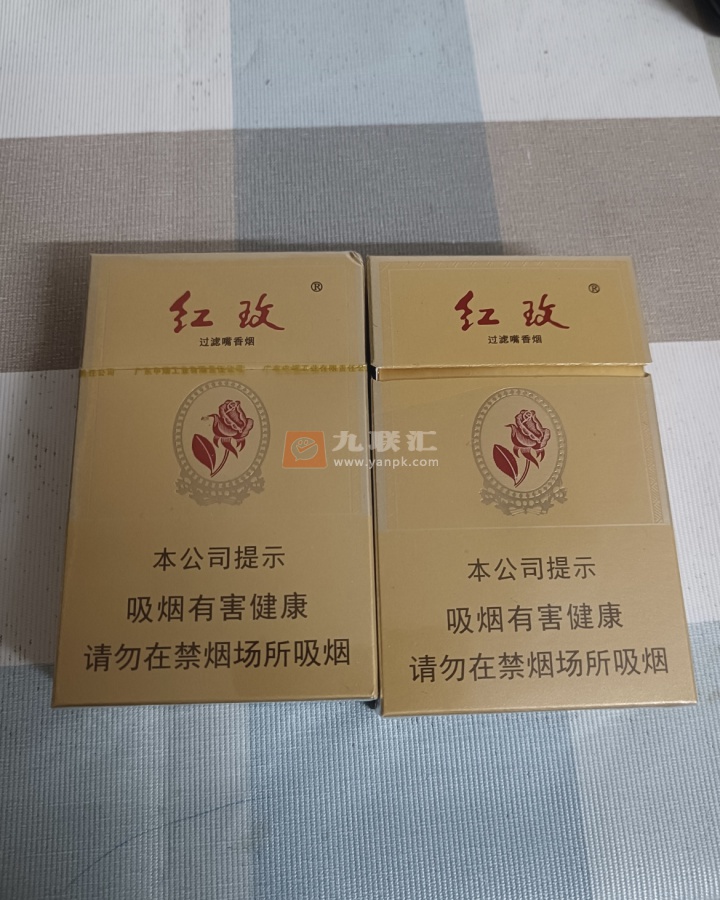 红玫®
过滤嘴香烟
本公司提示
吸烟有害健康
请勿在禁烟场所吸烟
红玫®
过滤嘴香烟
本公司提示
吸烟有害健康
请勿在禁烟场所吸烟
九联汇
www.yanpk.com